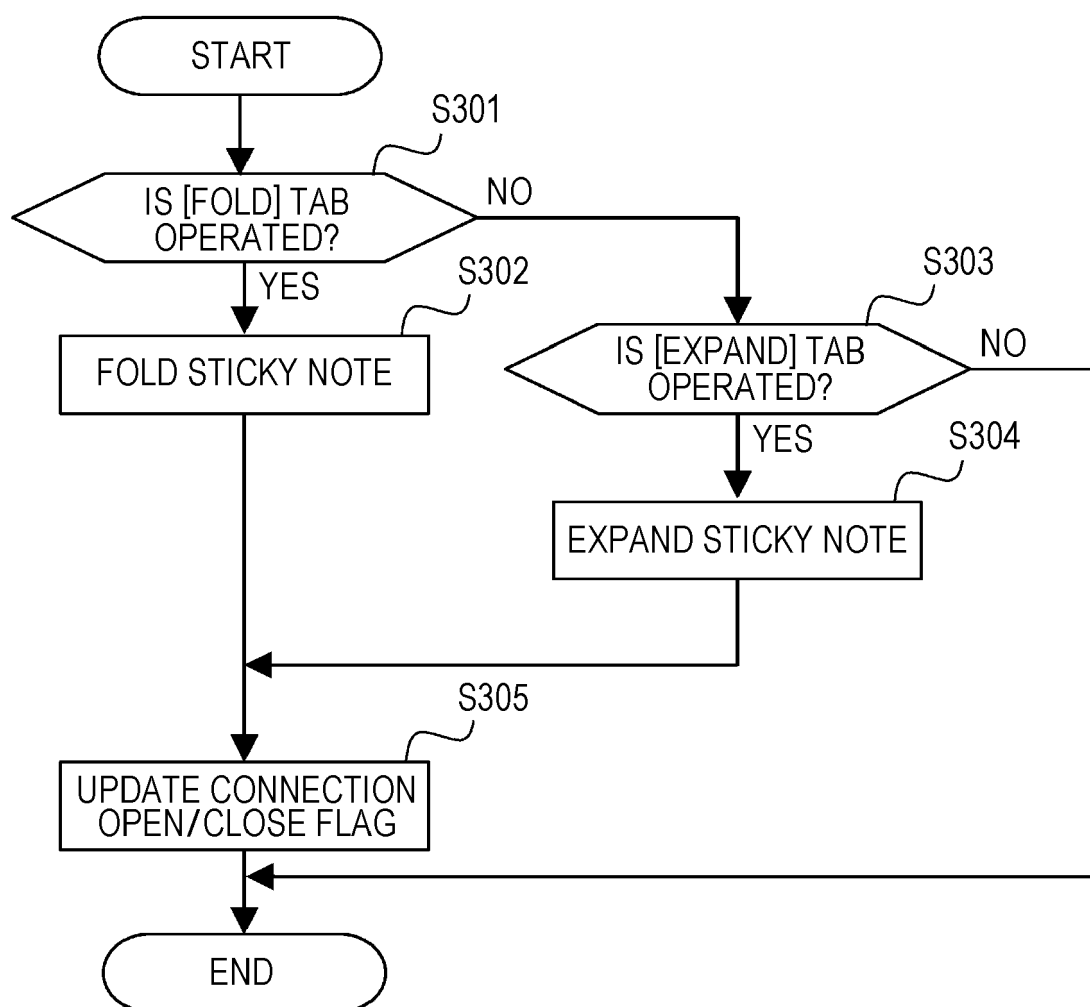 START
S301
IS [FOLD] TAB
OPERATED?
NO
YES
S302
FOLD STICKY NOTE
S303
IS [EXPAND] TAB
OPERATED?
NO
YES
S304
EXPAND STICKY NOTE
S305
UPDATE CONNECTION
OPEN/CLOSE FLAG
END